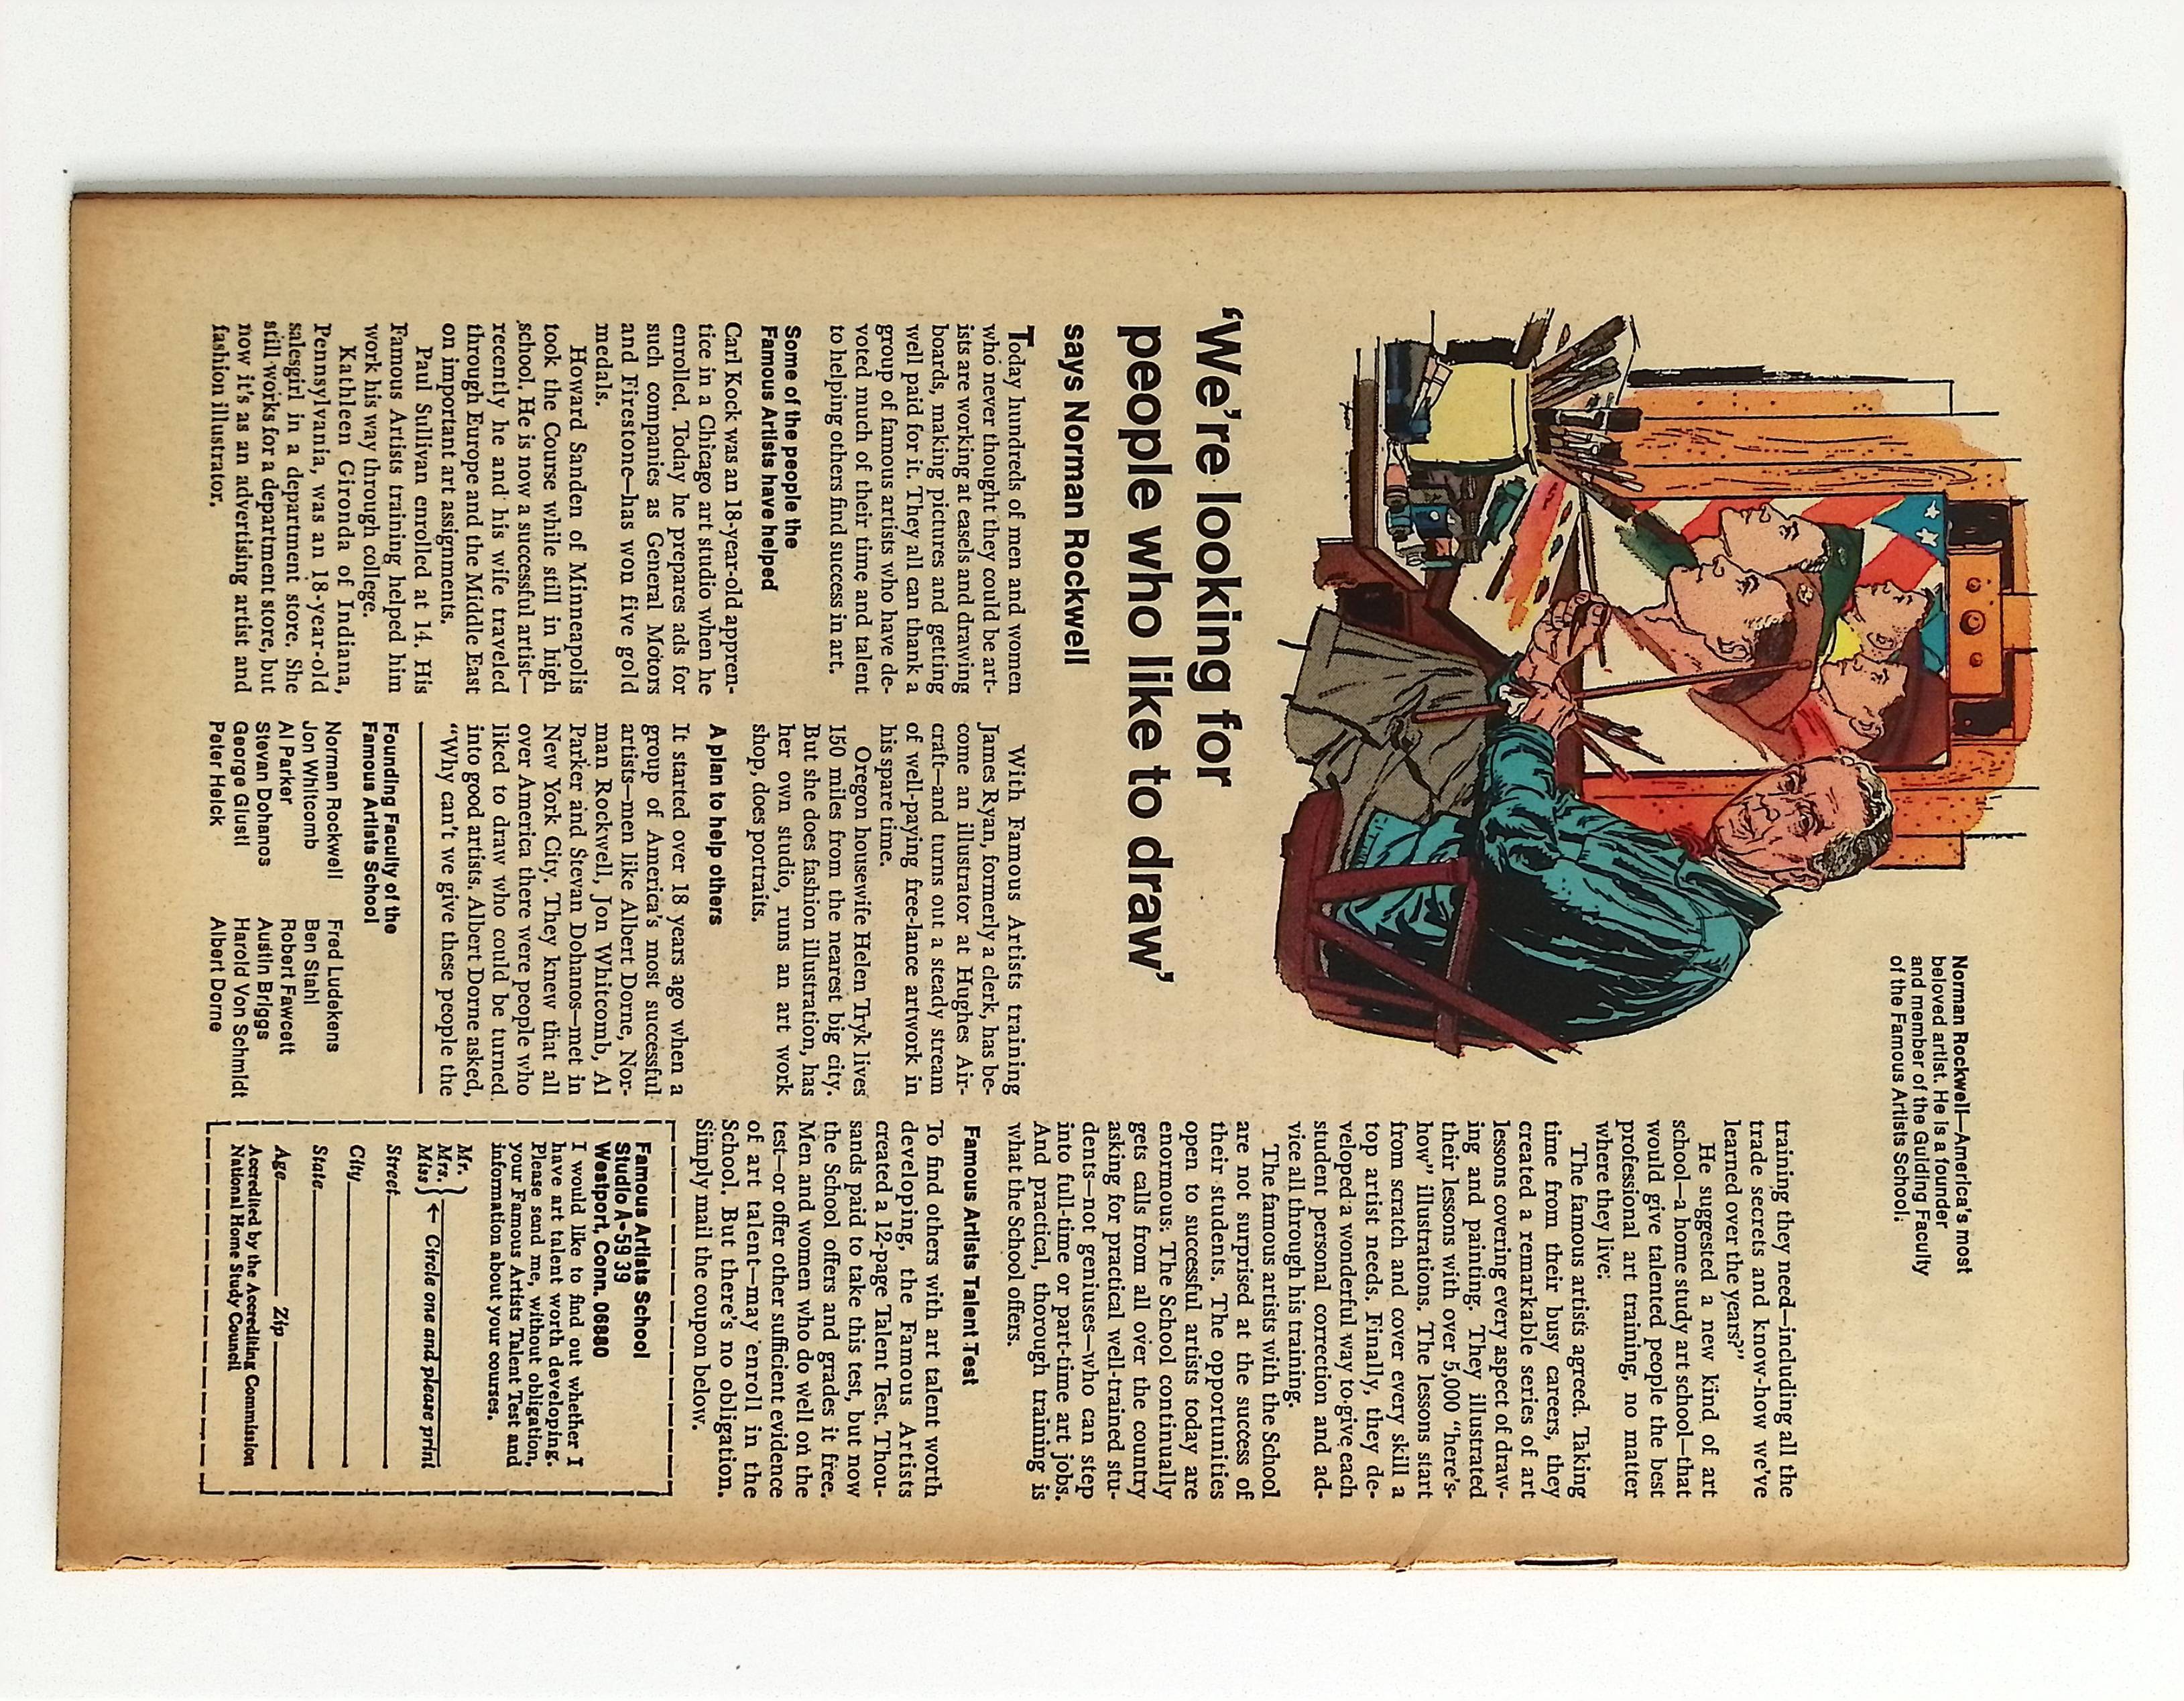 Norman Rockwell—America's most
beloved artist. He is a founder
and member of the Guiding Faculty
of the Famous Artists School.
'We're looking for
people who like to draw'
says Norman Rockwell
Today hundreds of men and women
who never thought they could be art-
ists are working at easels and drawing
boards, making pictures and getting
well paid for it. They all can thank a
group of famous artists who have de-
voted much of their time and talent
to helping others find success in art.
Some of the people the
Famous Artists have helped
Carl Kock was an 18-year-old appren-
tice in a Chicago art studio when he
enrolled. Today he prepares ads for
such companies as General Motors
and Firestone—has won five gold
medals.
Howard Sanden of Minneapolis
took the Course while still in high
school. He is now a successful artist—
recently he and his wife traveled
through Europe and the Middle East
on important art assignments.
Paul Sullivan enrolled at 14. His
Famous Artists training helped him
work his way through college.
Kathleen Gironda of Indiana,
Pennsylvania, was an 18-year-old
salesgirl in a department store. She
still works for a department store, but
now it's as an advertising artist and
fashion illustrator.
With Famous Artists training
James Ryan, formerly a clerk, has be-
come an illustrator at Hughes Air-
craft—and turns out a steady stream
of well-paying free-lance artwork in
his spare time.
Oregon housewife Helen Tryk lives
150 miles from the nearest big city.
But she does fashion illustration, has
her own studio, runs an art work
shop, does portraits.
A plan to help others
It started over 18 years ago when a
group of America's most successful
artists—men like Albert Dorne, Nor-
man Rockwell, Jon Whitcomb, Al
Parker and Stevan Dohanos—met in
New York City. They knew that all
over America there were people who
liked to draw who could be turned
into good artists. Albert Dorne asked,
"Why can't we give these people the
Founding Faculty of the
Famous Artists School
Norman Rockwell
Jon Whitcomb
Al Parker
Stevan Dohanos
George Giusti
Peter Helck
Fred Ludekens
Ben Stahl
Robert Fawcett
Austin Briggs
Harold Von Schmidt
Albert Dorne
training they need—including all the
trade secrets and know-how we've
learned over the years?"
He suggested a new kind of art
school—a home study art school—that
would give talented people the best
professional art training, no matter
where they live.
The famous artists agreed. Taking
time from their busy careers, they
created a remarkable series of art
lessons covering every aspect of draw-
ing and painting. They illustrated
their lessons with over 5,000 "here's-
how" illustrations. The lessons start
from scratch and cover every skill a
top artist needs. Finally, they de-
veloped a wonderful way to give each
student personal correction and ad-
vice all through his training.
The famous artists with the School
are not surprised at the success of
their students. The opportunities
open to successful artists today are
enormous. The School continually
gets calls from all over the country
asking for practical well-trained stu-
dents—not geniuses—who can step
into full-time or part-time art jobs.
And practical, thorough training is
what the School offers.
Famous Artists Talent Test
To find others with art talent worth
developing, the Famous Artists
created a 12-page Talent Test. Thou-
sands paid to take this test, but now
the School offers and grades it free.
Men and women who do well on the
test—or offer other sufficient evidence
of art talent—may enroll in the
School. But there's no obligation.
Simply mail the coupon below.
Famous Artists School
Studio A-59 39
Westport, Conn. 06880
I would like to find out whether I
have art talent worth developing.
Please send me, without obligation,
your Famous Artists Talent Test and
information about your courses.
Mr.
Mrs.
Miss
← Circle one and please print
Street
City
State
Age Zip
Accredited by the Accrediting Commission
National Home Study Council